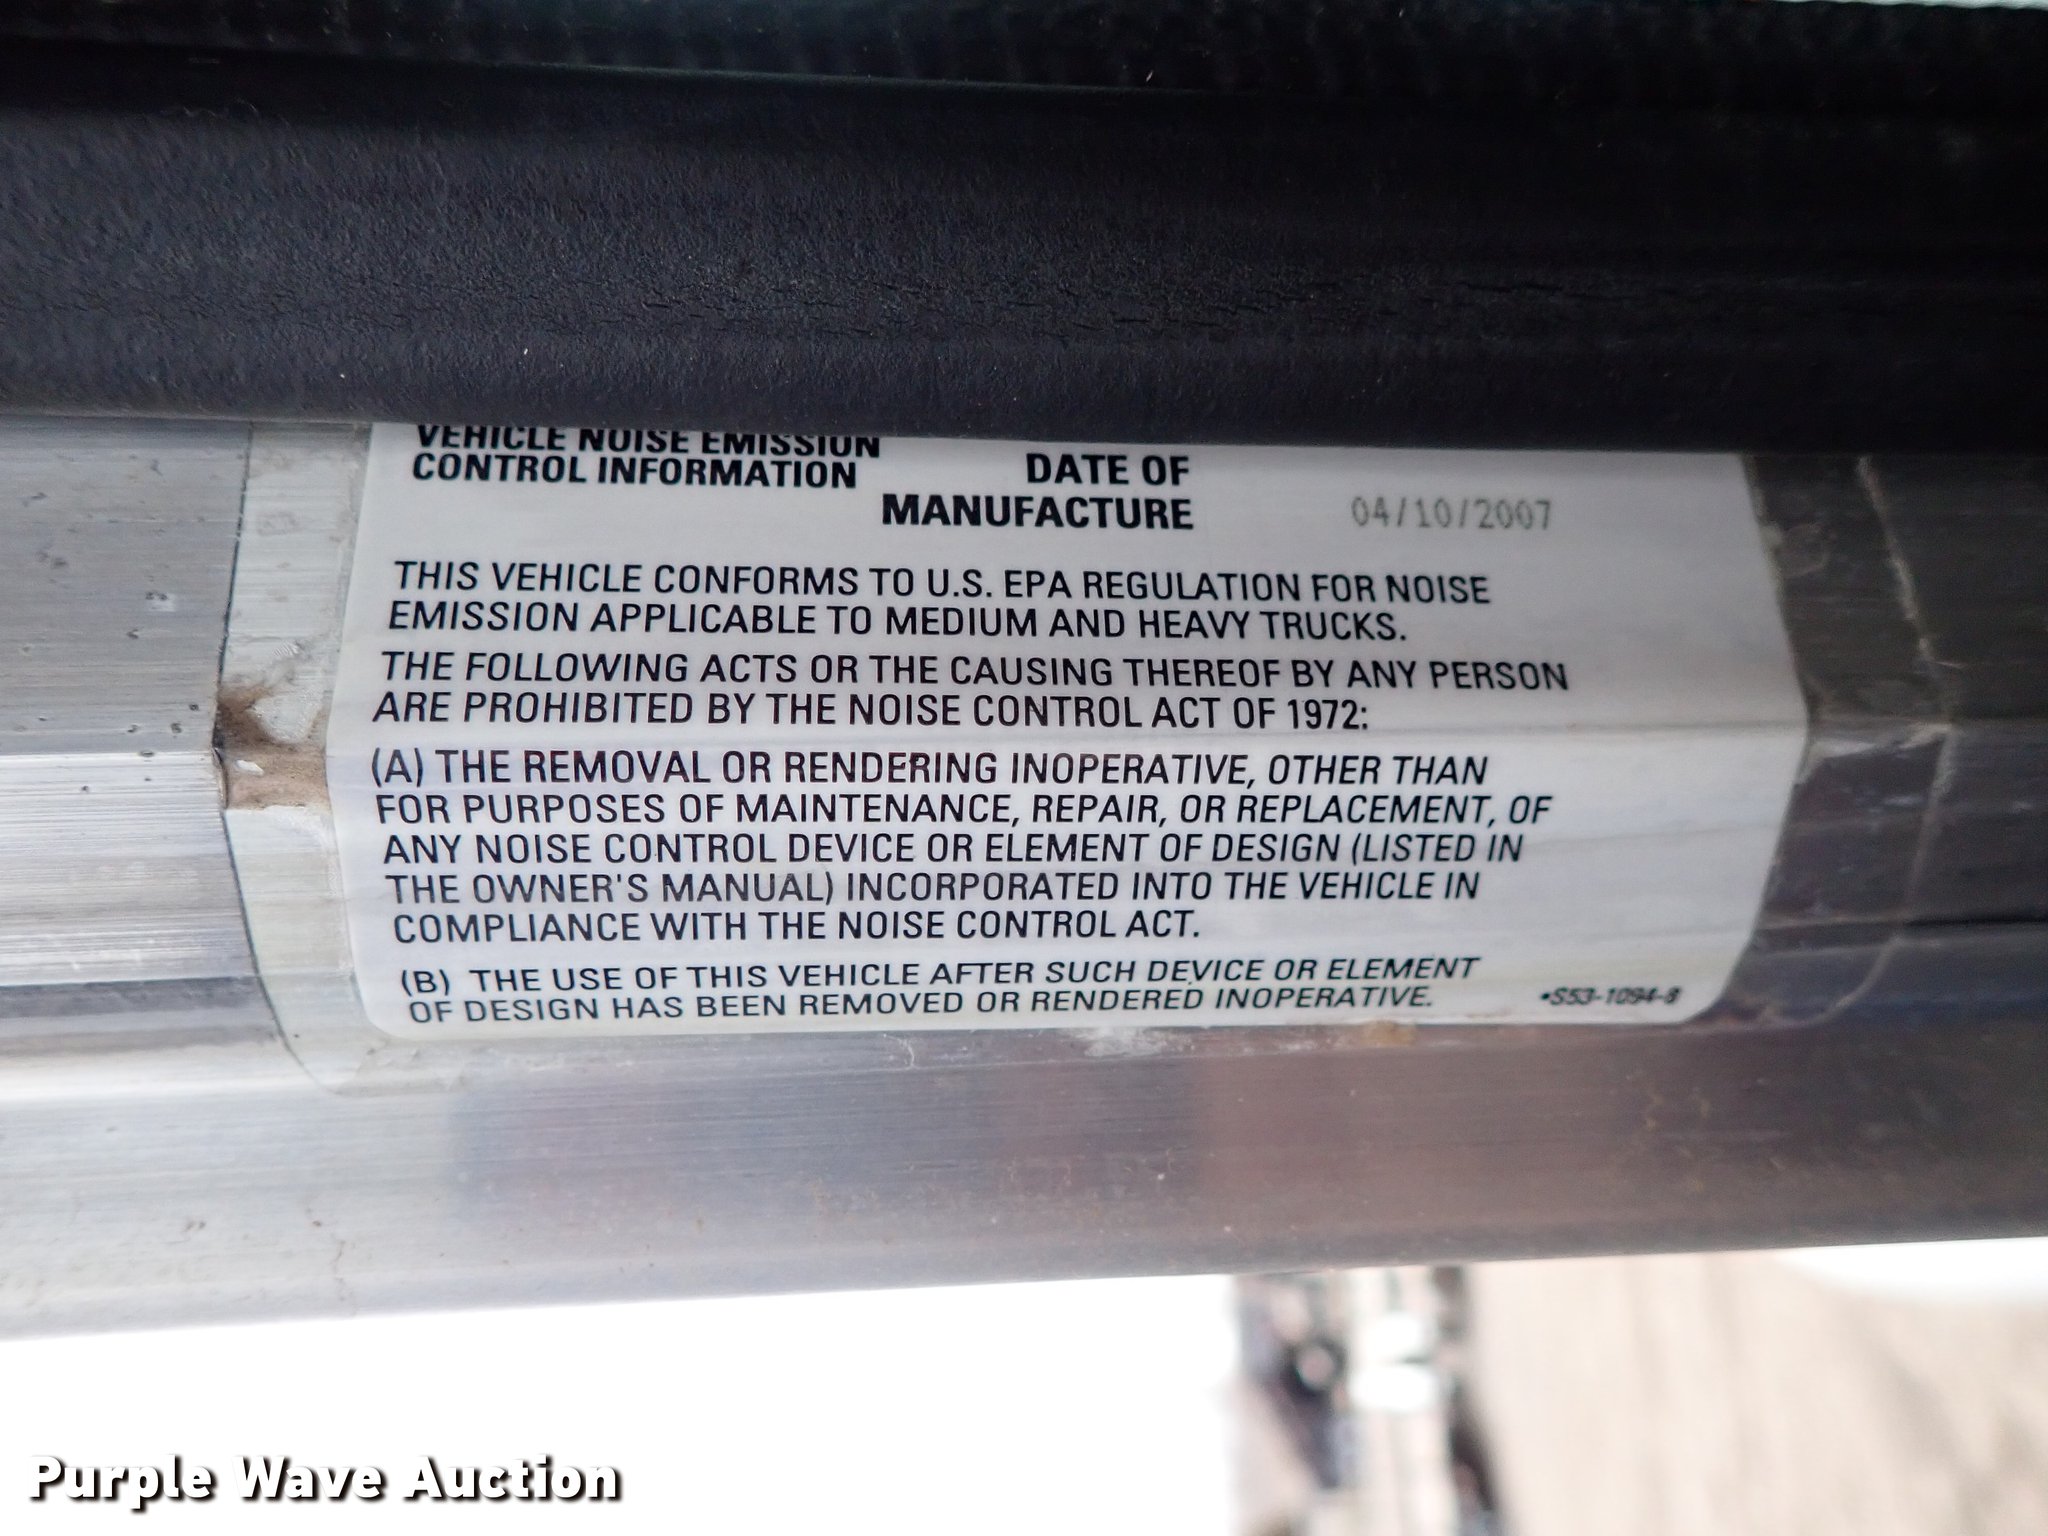 VEHICLE NOISE EMISSION
CONTROL INFORMATION
DATE OF
MANUFACTURE 04/10/2007
THIS VEHICLE CONFORMS TO U.S. EPA REGULATION FOR NOISE
EMISSION APPLICABLE TO MEDIUM AND HEAVY TRUCKS.
THE FOLLOWING ACTS OR THE CAUSING THEREOF BY ANY PERSON
ARE PROHIBITED BY THE NOISE CONTROL ACT OF 1972:
(A) THE REMOVAL OR RENDERING INOPERATIVE, OTHER THAN
FOR PURPOSES OF MAINTENANCE, REPAIR, OR REPLACEMENT, OF
ANY NOISE CONTROL DEVICE OR ELEMENT OF DESIGN (LISTED IN
THE OWNER'S MANUAL) INCORPORATED INTO THE VEHICLE IN
COMPLIANCE WITH THE NOISE CONTROL ACT.
(B) THE USE OF THIS VEHICLE AFTER SUCH DEVICE OR ELEMENT
OF DESIGN HAS BEEN REMOVED OR RENDERED INOPERATIVE.
•S53-1094-8
Purple Wave Auction